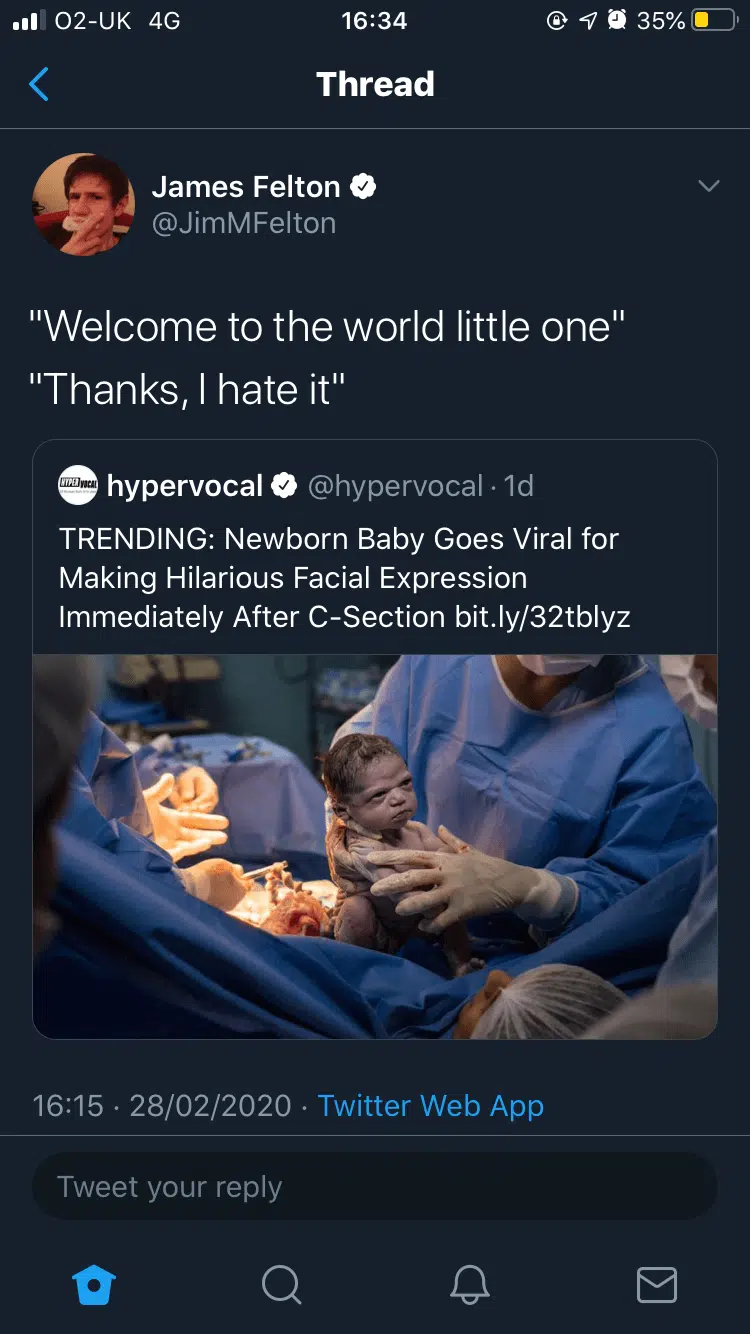 O2-UK 4G 16:34 35%
Thread
James Felton
@JimMFelton
"Welcome to the world little one"
"Thanks, I hate it"
HYPERVOCAL
hypervocal @hypervocal · 1d
TRENDING: Newborn Baby Goes Viral for
Making Hilarious Facial Expression
Immediately After C-Section bit.ly/32tblyz
16:15 · 28/02/2020 · Twitter Web App
Tweet your reply